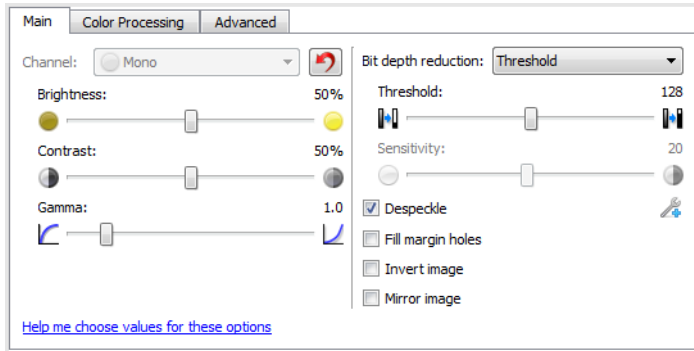 Main Color Processing Advanced
Channel: Mono
Bit depth reduction: Threshold
Brightness: 50%
Threshold: 128
Contrast: 50%
Sensitivity: 20
Gamma: 1.0
Despeckle
Fill margin holes
Invert image
Mirror image
Help me choose values for these options